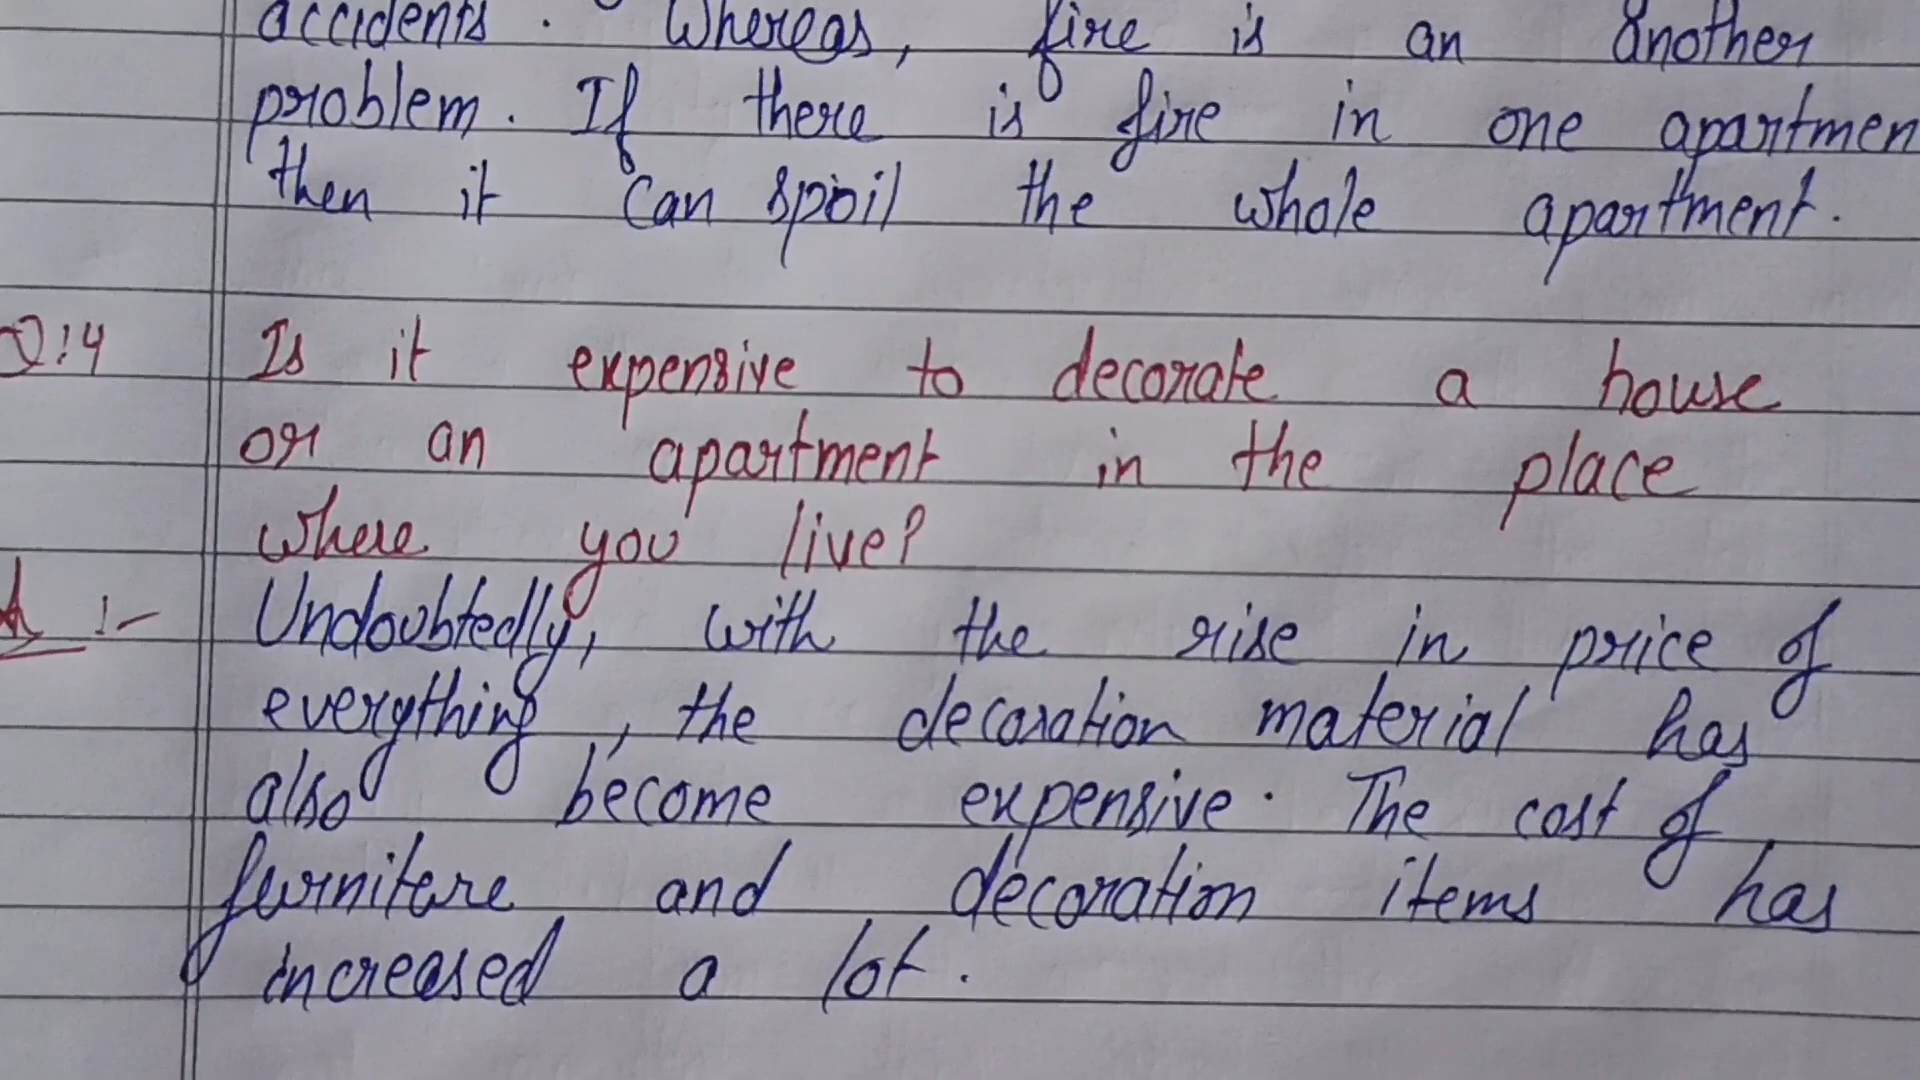 accidents. Whereas, fire is an another
problem. If there is fire in one apartmen
then it can spoil the whole apartment.
Q:4 Is it expensive to decorate a house
or an apartment in the place
where you live?
A :- Undoubtedly, with the rise in price of
everything, the decoration material has
also become expensive. The cost of
furniture and decoration items has
increased a lot.